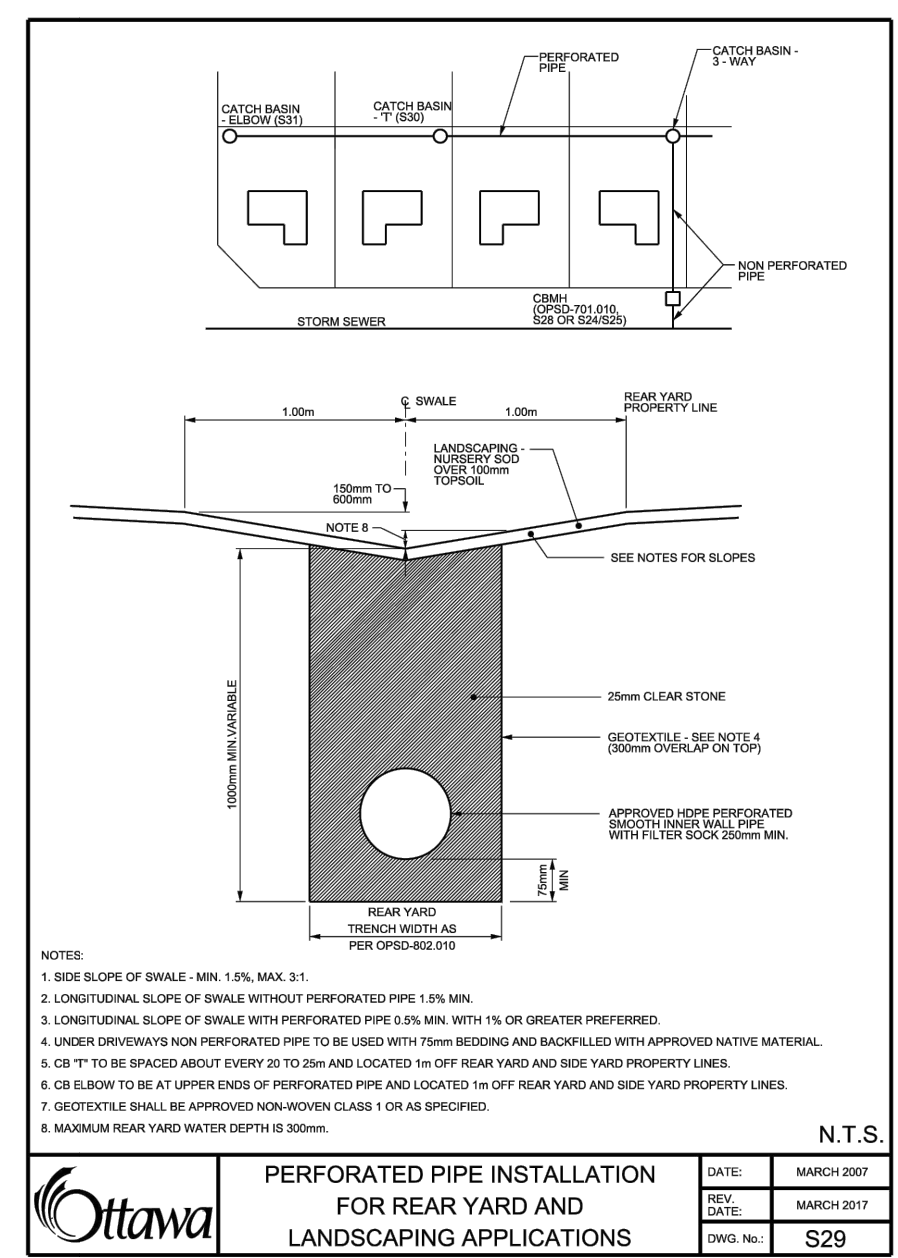 PERFORATED
PIPE
CATCH BASIN -
3 - WAY
CATCH BASIN
- ELBOW (S31)
CATCH BASIN
- 'T' (S30)
NON PERFORATED
PIPE
CBMH
(OPSD-701.010,
S28 OR S24/S25)
STORM SEWER
℄ SWALE
REAR YARD
PROPERTY LINE
1.00m
1.00m
LANDSCAPING -
NURSERY SOD
OVER 100mm
TOPSOIL
150mm TO
600mm
NOTE 8
SEE NOTES FOR SLOPES
1000mm MIN.VARIABLE
25mm CLEAR STONE
GEOTEXTILE - SEE NOTE 4
(300mm OVERLAP ON TOP)
APPROVED HDPE PERFORATED
SMOOTH INNER WALL PIPE
WITH FILTER SOCK 250mm MIN.
75mm
MIN
REAR YARD
TRENCH WIDTH AS
PER OPSD-802.010
NOTES:
1. SIDE SLOPE OF SWALE - MIN. 1.5%, MAX. 3:1.
2. LONGITUDINAL SLOPE OF SWALE WITHOUT PERFORATED PIPE 1.5% MIN.
3. LONGITUDINAL SLOPE OF SWALE WITH PERFORATED PIPE 0.5% MIN. WITH 1% OR GREATER PREFERRED.
4. UNDER DRIVEWAYS NON PERFORATED PIPE TO BE USED WITH 75mm BEDDING AND BACKFILLED WITH APPROVED NATIVE MATERIAL.
5. CB "T" TO BE SPACED ABOUT EVERY 20 TO 25m AND LOCATED 1m OFF REAR YARD AND SIDE YARD PROPERTY LINES.
6. CB ELBOW TO BE AT UPPER ENDS OF PERFORATED PIPE AND LOCATED 1m OFF REAR YARD AND SIDE YARD PROPERTY LINES.
7. GEOTEXTILE SHALL BE APPROVED NON-WOVEN CLASS 1 OR AS SPECIFIED.
8. MAXIMUM REAR YARD WATER DEPTH IS 300mm.
N.T.S.
Ottawa
PERFORATED PIPE INSTALLATION
FOR REAR YARD AND
LANDSCAPING APPLICATIONS
DATE:
MARCH 2007
REV.
DATE:
MARCH 2017
DWG. No.:
S29